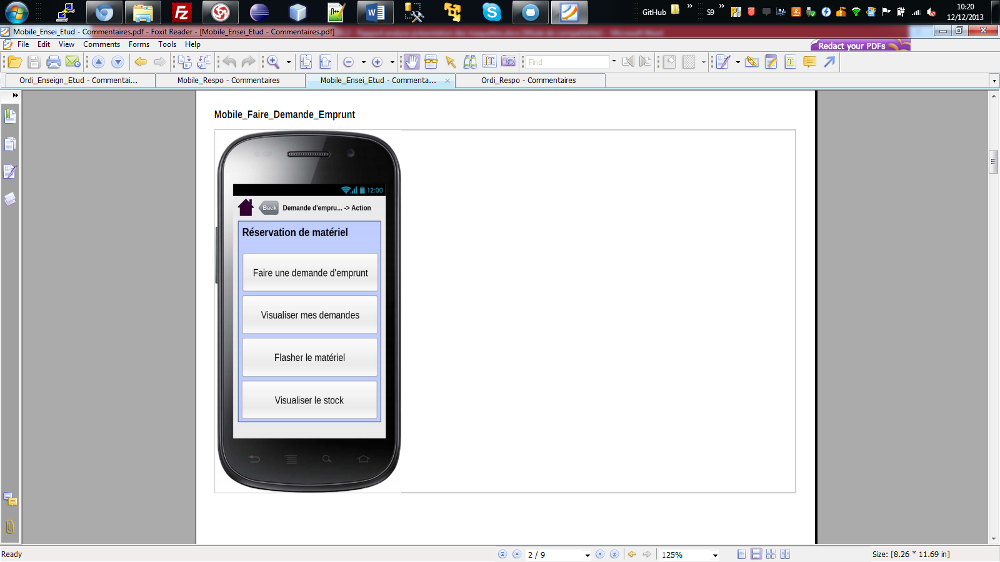 GitHub
S9
10:20
12/12/2013
Mobile_Ensei_Etud - Commentaires.pdf - Foxit Reader - [Mobile_Ensei_Etud - Commentaires.pdf]
File Edit View Comments Forms Tools Help
Redact your PDFs
Find
Ordi_Enseign_Etud - Commentai...
Mobile_Respo - Commentaires
Mobile_Ensei_Etud - Commenta...
Ordi_Respo - Commentaires
Mobile_Faire_Demande_Emprunt
12:00
Back
Demande d'empru... -> Action
Réservation de matériel
Faire une demande d'emprunt
Visualiser mes demandes
Flasher le matériel
Visualiser le stock
Ready
2 / 9
125%
Size: [8.26 * 11.69 in]